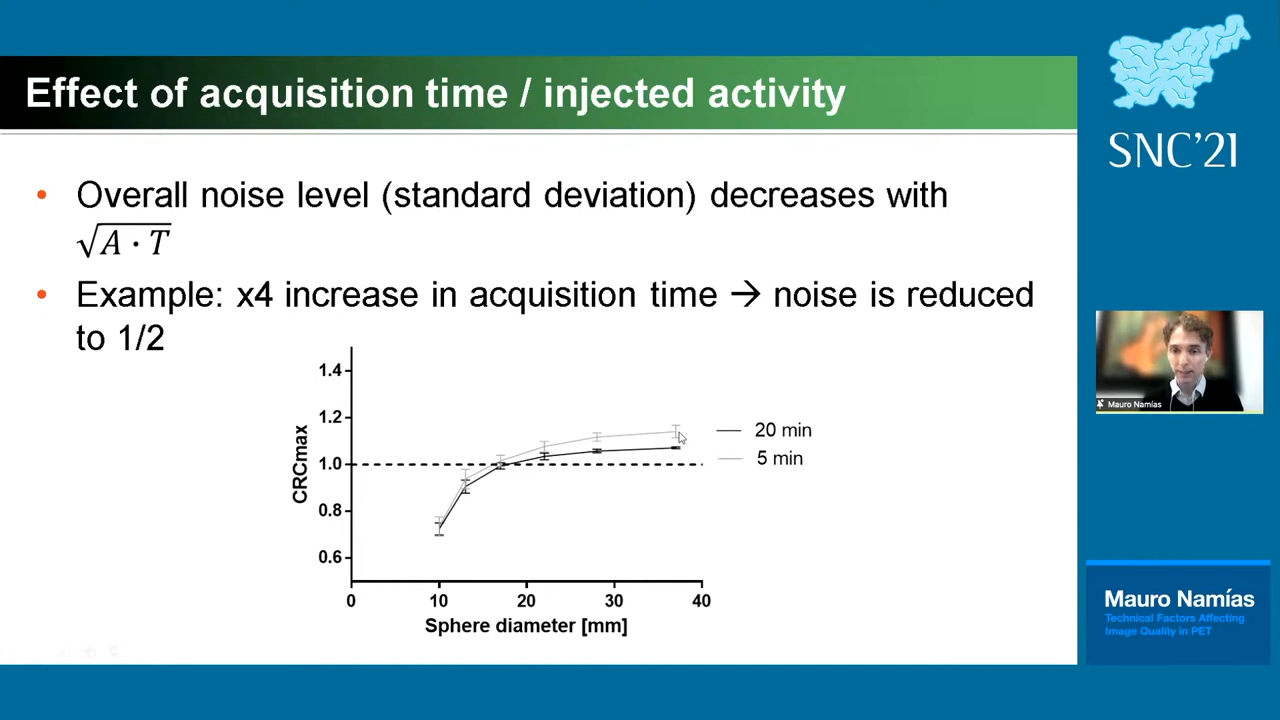 Effect of acquisition time / injected activity
• Overall noise level (standard deviation) decreases with
√A · T
• Example: x4 increase in acquisition time → noise is reduced
to 1/2
1.4
1.2
1.0
0.8
0.6
CRCmax
0 10 20 30 40
Sphere diameter [mm]
20 min
5 min
SNC'21
Mauro Namías
Mauro Namías
Technical Factors Affecting
Image Quality in PET